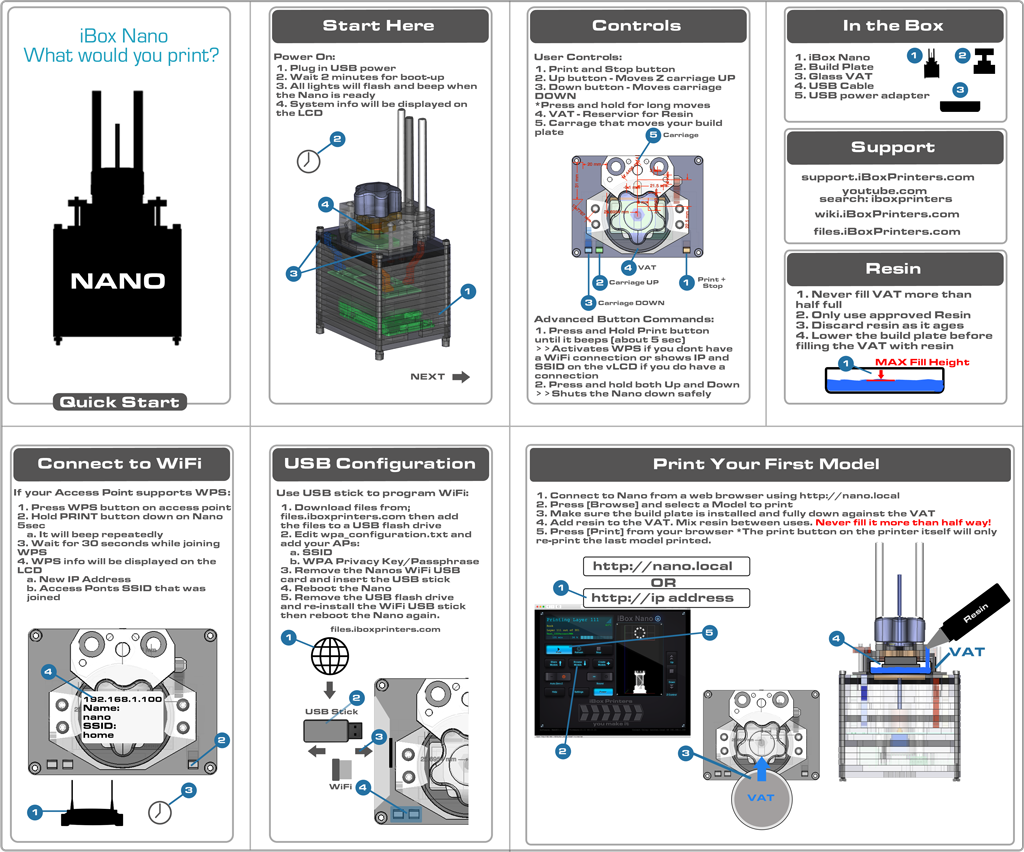 iBox Nano
What would you print?
NANO
Quick Start
Start Here
Power On:
1. Plug in USB power
2. Wait 2 minutes for boot-up
3. All lights will flash and beep when
the Nano is ready
4. System info will be displayed on
the LCD
2
4
3
1
NEXT
Controls
User Controls:
1. Print and Stop button
2. Up button - Moves Z carriage UP
3. Down button - Moves carriage
DOWN
*Press and hold for long moves
4. VAT - Reservior for Resin
5. Carrage that moves your build
plate
5 Carriage
4 VAT
2 Carriage UP
1 Print +
Stop
3 Carriage DOWN
Advanced Button Commands:
1. Press and Hold Print button
until it beeps (about 5 sec)
>>Activates WPS if you dont have
a WiFi connection or shows IP and
SSID on the vLCD if you do have a
connection
2. Press and hold both Up and Down
>>Shuts the Nano down safely
In the Box
1. iBox Nano
2. Build Plate
3. Glass VAT
4. USB Cable
5. USB power adapter
1
2
3
Support
support.iBoxPrinters.com
youtube.com
search: iboxprinters
wiki.iBoxPrinters.com
files.iBoxPrinters.com
Resin
1. Never fill VAT more than
half full
2. Only use approved Resin
3. Discard resin as it ages
4. Lower the build plate before
filling the VAT with resin
1
MAX Fill Height
Connect to WiFi
If your Access Point supports WPS:
1. Press WPS button on access point
2. Hold PRINT button down on Nano
5sec
a. It will beep repeatedly
3. Wait for 30 seconds while joining
WPS
4. WPS info will be displayed on the
LCD
a. New IP Address
b. Access Ponts SSID that was
joined
4
192.168.1.100
Name:
nano
SSID:
home
2
1
3
USB Configuration
Use USB stick to program WiFi:
1. Download files from;
files.iboxprinters.com then add
the files to a USB flash drive
2. Edit wpa_configuration.txt and
add your APs:
a. SSID
b. WPA Privacy Key/Passphrase
3. Remove the Nanos WiFi USB
card and insert the USB stick
4. Reboot the Nano
5. Remove the USB flash drive
and re-install the WiFi USB stick
then reboot the Nano again.
files.iboxprinters.com
1
2
USB Stick
3
WiFi
4
Print Your First Model
1. Connect to Nano from a web browser using http://nano.local
2. Press [Browse] and select a Model to print
3. Make sure the build plate is installed and fully down against the VAT
4. Add resin to the VAT. Mix resin between uses. Never fill it more than half way!
5. Press [Print] from your browser *The print button on the printer itself will only
re-print the last model printed.
http://nano.local
OR
1
http://ip address
Printing Layer 111
iBox Nano
iBox Printers
you make it
5
2
3
VAT
4
Resin
VAT